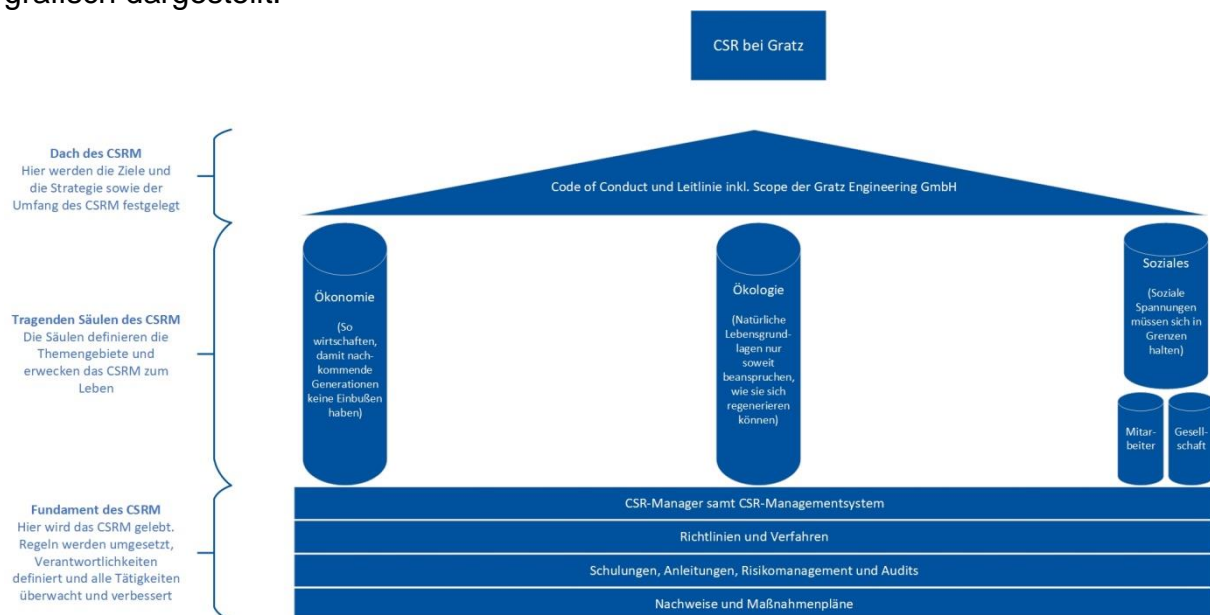 grafisch dargestellt.
CSR bei Gratz
Dach des CSRM
Hier werden die Ziele und
die Strategie sowie der
Umfang des CSRM festgelegt
Code of Conduct und Leitlinie inkl. Scope der Gratz Engineering GmbH
Tragenden Säulen des CSRM
Die Säulen definieren die
Themengebiete und
erwecken das CSRM zum
Leben
Ökonomie
(So
wirtschaften,
damit nach-
kommende
Generationen
keine Einbußen
haben)
Ökologie
(Natürliche
Lebensgrund-
lagen nur
soweit
beanspruchen,
wie sie sich
regenerieren
können)
Soziales
(Soziale
Spannungen
müssen sich in
Grenzen
halten)
Mitar-
beiter
Gesell-
schaft
Fundament des CSRM
Hier wird das CSRM gelebt.
Regeln werden umgesetzt,
Verantwortlichkeiten
definiert und alle Tätigkeiten
überwacht und verbessert
CSR-Manager samt CSR-Managementsystem
Richtlinien und Verfahren
Schulungen, Anleitungen, Risikomanagement und Audits
Nachweise und Maßnahmenpläne